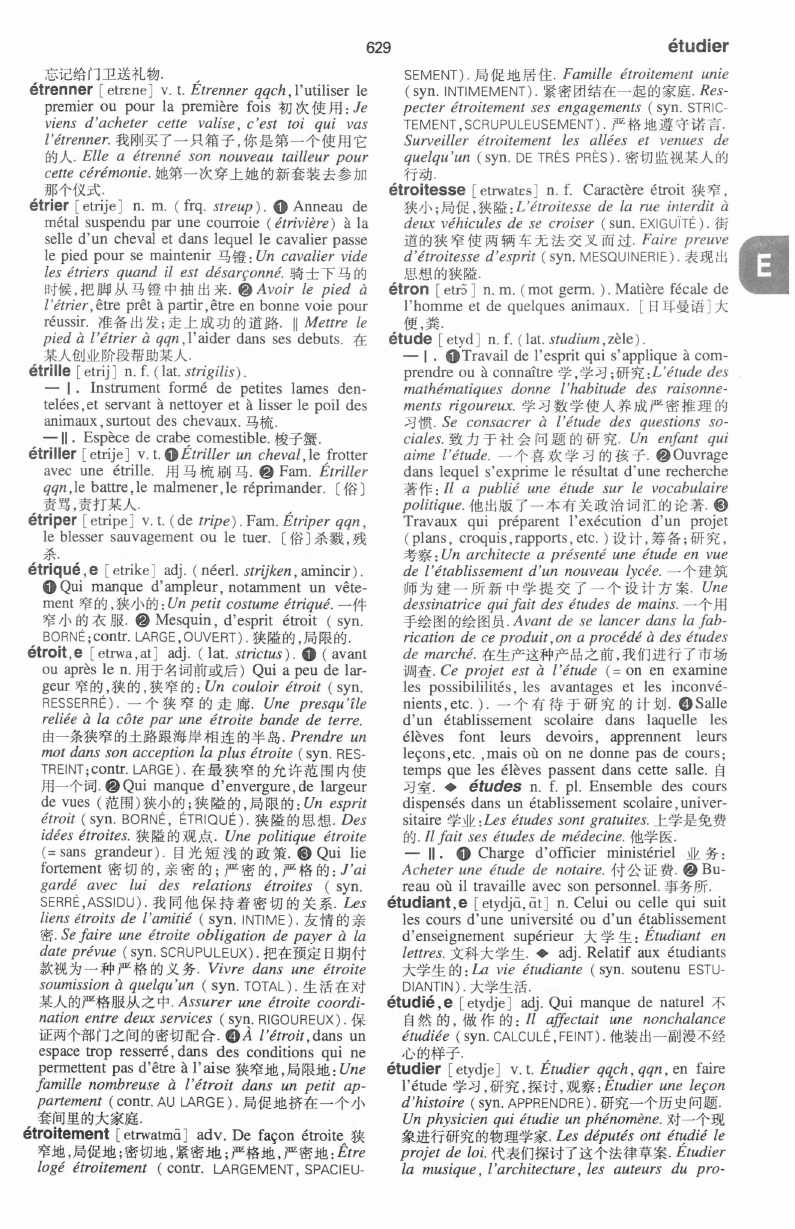 629
étudier
忘记给门卫送礼物.
étrenner [etrεne] v. t. Étrenner qqch,l'utiliser le
premier ou pour la première fois 初次使用:Je
viens d'acheter cette valise, c'est toi qui vas
l'étrenner. 我刚买了一只箱子,你是第一个使用它
的人. Elle a étrenné son nouveau tailleur pour
cette cérémonie. 她第一次穿上她的新套装去参加
那个仪式.
étrier [etrije] n. m. (frq. streup). ❶ Anneau de
métal suspendu par une courroie (étrivière) à la
selle d'un cheval et dans lequel le cavalier passe
le pied pour se maintenir 马镫:Un cavalier vide
les étriers quand il est désarçonné. 骑士下马的
时候,把脚从马镫中抽出来. ❷ Avoir le pied à
l'étrier,être prêt à partir,être en bonne voie pour
réussir. 准备出发;走上成功的道路. ‖ Mettre le
pied à l'étrier à qqn,l'aider dans ses debuts. 在
某人创业阶段帮助某人.
étrille [etrij] n. f. (lat. strigilis).
— Ⅰ. Instrument formé de petites lames den-
telées,et servant à nettoyer et à lisser le poil des
animaux,surtout des chevaux. 马梳.
— Ⅱ. Espèce de crabe comestible. 梭子蟹.
étriller [etrije] v. t. ❶ Étriller un cheval,le frotter
avec une étrille. 用马梳刷马. ❷ Fam. Étriller
qqn,le battre,le malmener,le réprimander. [俗]
责骂,责打某人.
étriper [etripe] v. t. (de tripe). Fam. Étriper qqn,
le blesser sauvagement ou le tuer. [俗]杀戮,残
杀.
étriqué,e [etrike] adj. (néerl. strijken, amincir).
❶ Qui manque d'ampleur, notamment un vête-
ment 窄的,狭小的:Un petit costume étriqué. 一件
窄小的衣服. ❷ Mesquin, d'esprit étroit (syn.
BORNÉ;contr. LARGE,OUVERT). 狭隘的,局限的.
étroit,e [etrwa,at] adj. (lat. strictus). ❶ (avant
ou après le n. 用于名词前或后) Qui a peu de lar-
geur 窄的,狭的,狭窄的:Un couloir étroit (syn.
RESSERRÉ). 一个狭窄的走廊. Une presqu'île
reliée à la côte par une étroite bande de terre.
由一条狭窄的土路跟海岸相连的半岛. Prendre un
mot dans son acception la plus étroite (syn. RES-
TREINT;contr. LARGE). 在最狭窄的允许范围内使
用一个词. ❷ Qui manque d'envergure,de largeur
de vues (范围)狭小的;狭隘的,局限的:Un esprit
étroit (syn. BORNÉ, ÉTRIQUÉ). 狭隘的思想. Des
idées étroites. 狭隘的观点. Une politique étroite
(= sans grandeur). 目光短浅的政策. ❸ Qui lie
fortement 密切的,亲密的;严密的,严格的:J'ai
gardé avec lui des relations étroites (syn.
SERRÉ,ASSIDU). 我同他保持着密切的关系. Les
liens étroits de l'amitié (syn. INTIME). 友情的亲
密. Se faire une étroite obligation de payer à la
date prévue (syn. SCRUPULEUX). 把在预定日期付
款视为一种严格的义务. Vivre dans une étroite
soumission à quelqu'un (syn. TOTAL). 生活在对
某人的严格服从之中. Assurer une étroite coordi-
nation entre deux services (syn. RIGOUREUX). 保
证两个部门之间的密切配合. ❹ À l'étroit,dans un
espace trop resserré,dans des conditions qui ne
permettent pas d'être à l'aise 狭窄地,局限地:Une
famille nombreuse à l'étroit dans un petit ap-
partement (contr. AU LARGE). 局促地挤在一个小
套间里的大家庭.
étroitement [etrwatmɑ̃] adv. De façon étroite 狭
窄地,局促地;密切地,紧密地;严格地,严密地:Être
logé étroitement (contr. LARGEMENT, SPACIEU-
SEMENT). 局促地居住. Famille étroitement unie
(syn. INTIMEMENT). 紧密团结在一起的家庭. Res-
pecter étroitement ses engagements (syn. STRIC-
TEMENT,SCRUPULEUSEMENT). 严格地遵守诺言.
Surveiller étroitement les allées et venues de
quelqu'un (syn. DE TRÈS PRÈS). 密切监视某人的
行动.
étroitesse [etrwatεs] n. f. Caractère étroit 狭窄,
狭小;局促,狭隘:L'étroitesse de la rue interdit à
deux véhicules de se croiser (sun. EXIGUÏTÉ). 街
道的狭窄使两辆车无法交叉而过. Faire preuve
d'étroitesse d'esprit (syn. MESQUINERIE). 表现出
思想的狭隘.
E
étron [etrɔ̃] n. m. (mot germ.). Matière fécale de
l'homme et de quelques animaux. [日耳曼语]大
便,粪.
étude [etyd] n. f. (lat. studium,zèle).
— Ⅰ. ❶ Travail de l'esprit qui s'applique à com-
prendre ou à connaître 学,学习;研究:L'étude des
mathématiques donne l'habitude des raisonne-
ments rigoureux. 学习数学使人养成严密推理的
习惯. Se consacrer à l'étude des questions so-
ciales. 致力于社会问题的研究. Un enfant qui
aime l'étude. 一个喜欢学习的孩子. ❷ Ouvrage
dans lequel s'exprime le résultat d'une recherche
著作:Il a publié une étude sur le vocabulaire
politique. 他出版了一本有关政治词汇的论著. ❸
Travaux qui préparent l'exécution d'un projet
(plans, croquis,rapports, etc.)设计,筹备;研究,
考察:Un architecte a présenté une étude en vue
de l'établissement d'un nouveau lycée. 一个建筑
师为建一所新中学提交了一个设计方案. Une
dessinatrice qui fait des études de mains. 一个用
手绘图的绘图员. Avant de se lancer dans la fab-
rication de ce produit,on a procédé à des études
de marché. 在生产这种产品之前,我们进行了市场
调查. Ce projet est à l'étude (= on en examine
les possibililités, les avantages et les inconvé-
nients,etc.). 一个有待于研究的计划. ❹ Salle
d'un établissement scolaire dans laquelle les
élèves font leurs devoirs, apprennent leurs
leçons,etc. ,mais où on ne donne pas de cours;
temps que les élèves passent dans cette salle. 自
习室. ◆ études n. f. pl. Ensemble des cours
dispensés dans un établissement scolaire,univer-
sitaire 学业:Les études sont gratuites. 上学是免费
的. Il fait ses études de médecine. 他学医.
— Ⅱ. ❶ Charge d'officier ministériel 业务:
Acheter une étude de notaire. 付公证费. ❷ Bu-
reau où il travaille avec son personnel. 事务所.
étudiant,e [etydjɑ̃,ɑ̃t] n. Celui ou celle qui suit
les cours d'une université ou d'un établissement
d'enseignement supérieur 大学生: Étudiant en
lettres. 文科大学生. ◆ adj. Relatif aux étudiants
大学生的:La vie étudiante (syn. soutenu ESTU-
DIANTIN). 大学生活.
étudié,e [etydje] adj. Qui manque de naturel 不
自然的, 做作的: Il affectait une nonchalance
étudiée (syn. CALCULÉ,FEINT). 他装出一副漫不经
心的样子.
étudier [etydje] v. t. Étudier qqch,qqn, en faire
l'étude 学习,研究,探讨,观察:Étudier une leçon
d'histoire (syn. APPRENDRE). 研究一个历史问题.
Un physicien qui étudie un phénomène. 对一个现
象进行研究的物理学家. Les députés ont étudié le
projet de loi. 代表们探讨了这个法律草案. Étudier
la musique, l'architecture, les auteurs du pro-